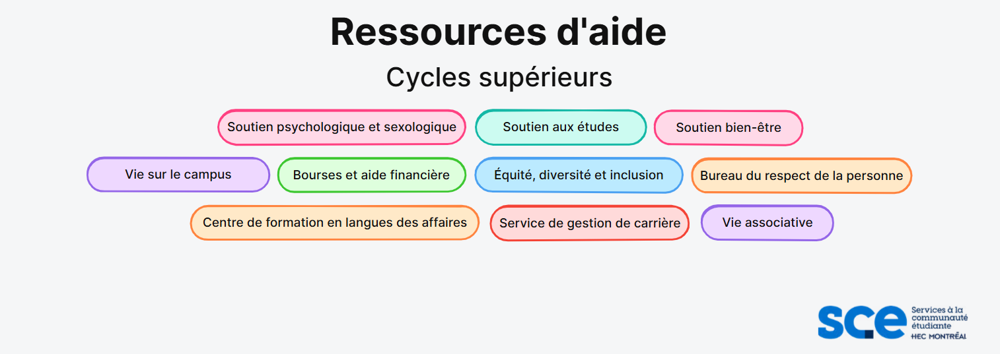 Ressources d'aide
Cycles supérieurs
Soutien psychologique et sexologique
Soutien aux études
Soutien bien-être
Vie sur le campus
Bourses et aide financière
Équité, diversité et inclusion
Bureau du respect de la personne
Centre de formation en langues des affaires
Service de gestion de carrière
Vie associative
sce
Services à la
communauté
étudiante
HEC MONTRÉAL